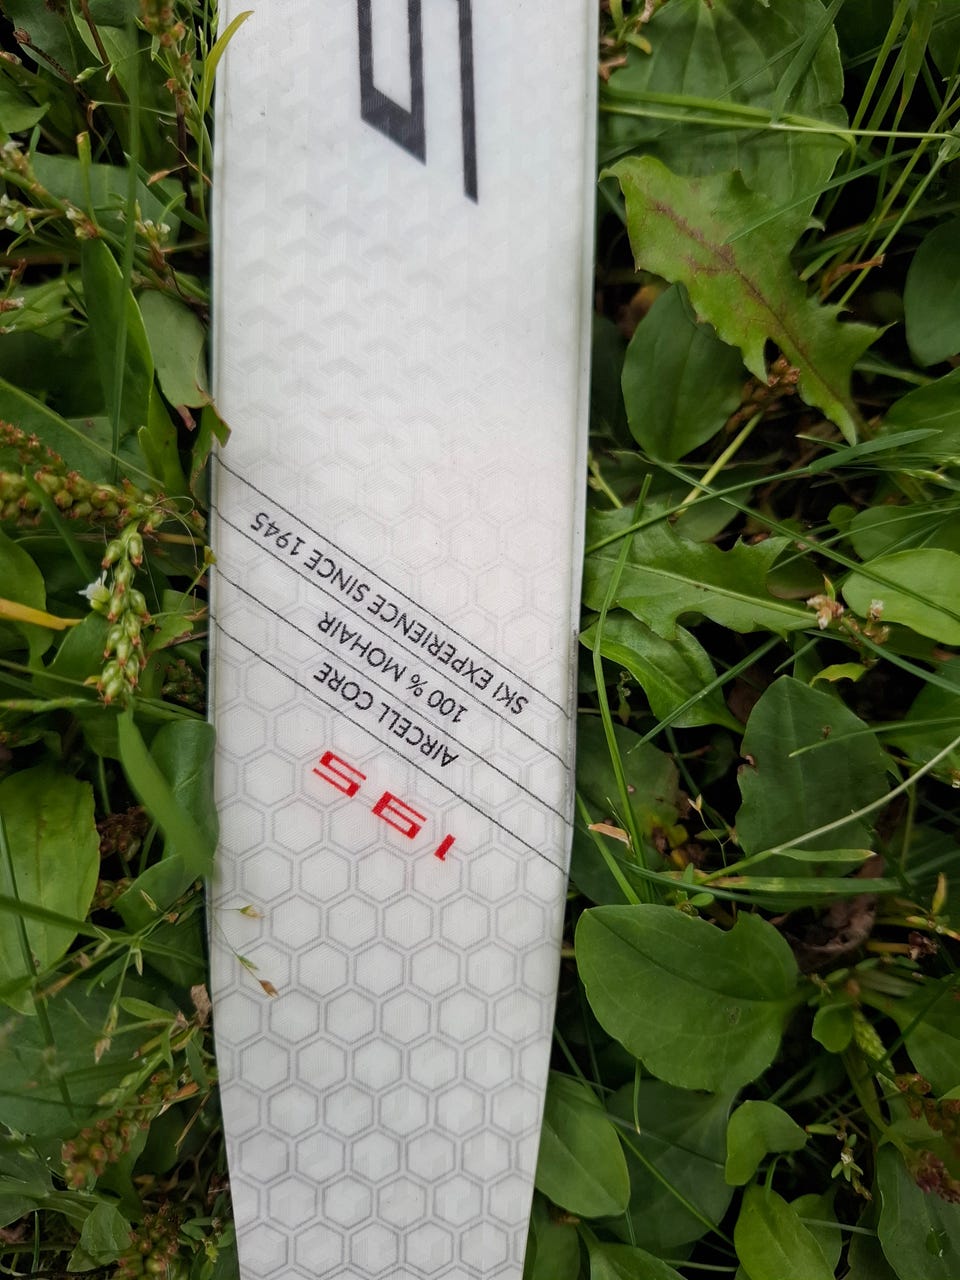 195
AIRCELL CORE
100 % MOHAIR
SKI EXPERIENCE SINCE 1945